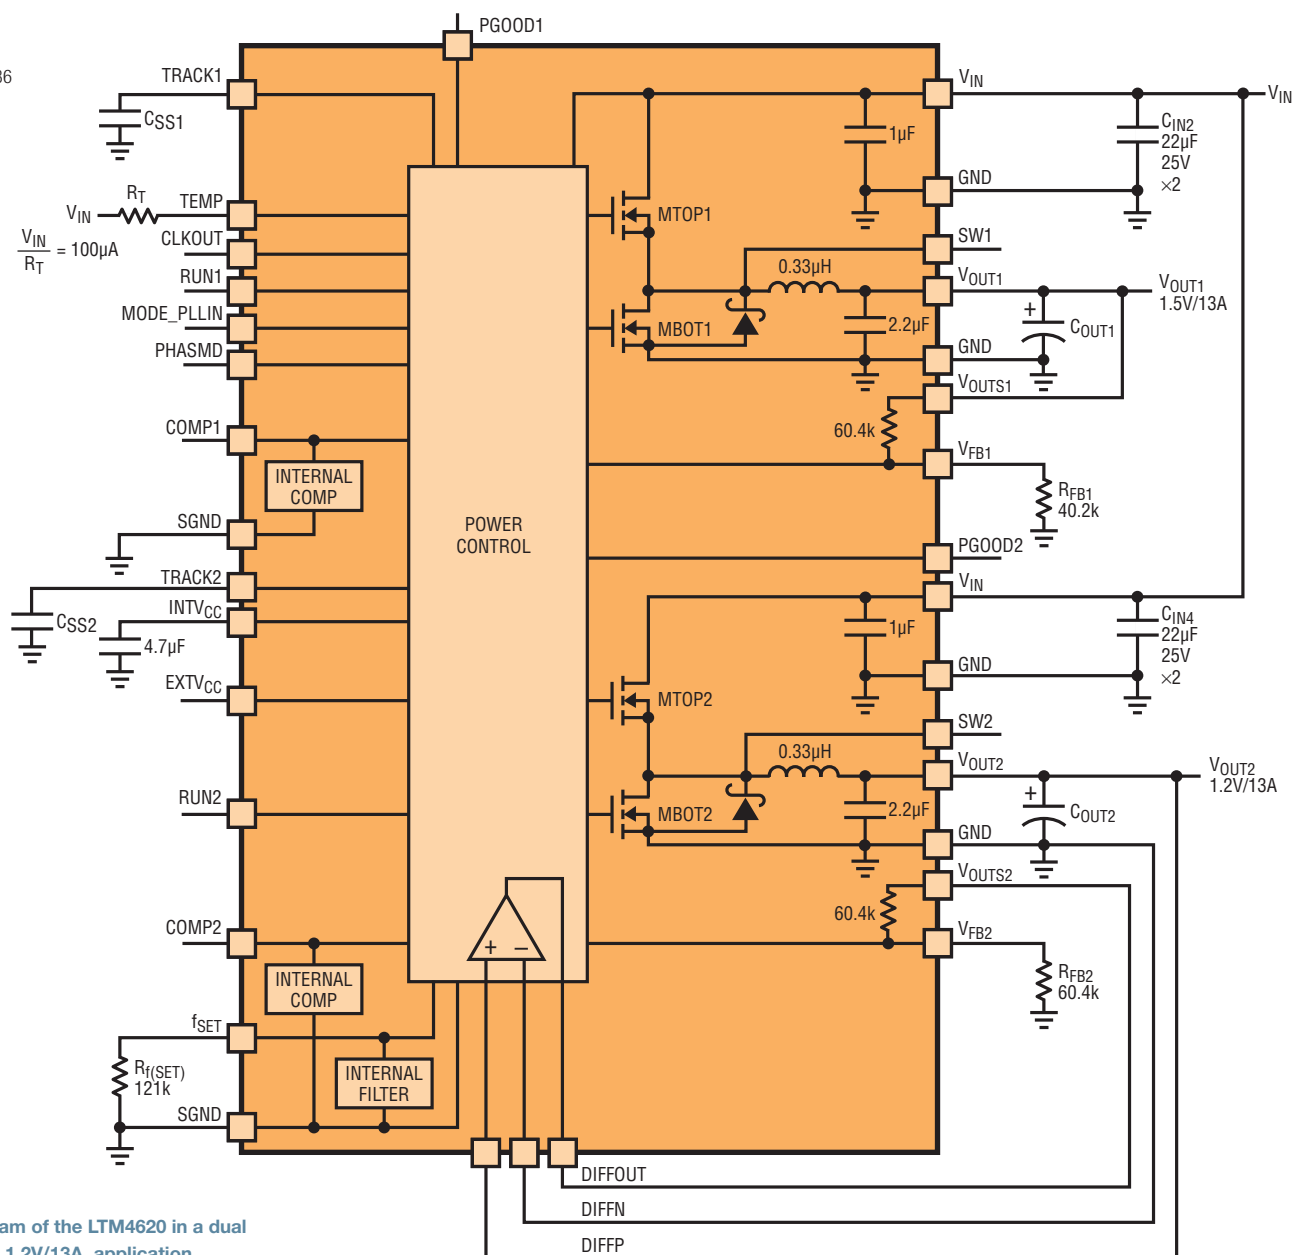 PGOOD1
36
TRACK1
CSS1
VIN
VIN
CIN2
22µF
25V
×2
1µF
GND
RT
VIN
TEMP
VIN
RT
= 100µA
CLKOUT
RUN1
MODE_PLLIN
PHASMD
MTOP1
SW1
0.33µH
VOUT1
VOUT1
1.5V/13A
MBOT1
2.2µF
+
COUT1
GND
VOUTS1
60.4k
COMP1
INTERNAL
COMP
VFB1
RFB1
40.2k
SGND
POWER
CONTROL
PGOOD2
TRACK2
CSS2
INTVCC
4.7µF
VIN
1µF
CIN4
22µF
25V
×2
GND
EXTVCC
MTOP2
SW2
0.33µH
VOUT2
VOUT2
1.2V/13A
RUN2
MBOT2
2.2µF
+
COUT2
GND
VOUTS2
60.4k
COMP2
+ –
VFB2
INTERNAL
COMP
RFB2
60.4k
fSET
Rf(SET)
121k
INTERNAL
FILTER
SGND
DIFFOUT
DIFFN
DIFFP
am of the LTM4620 in a dual
1.2V/13A application